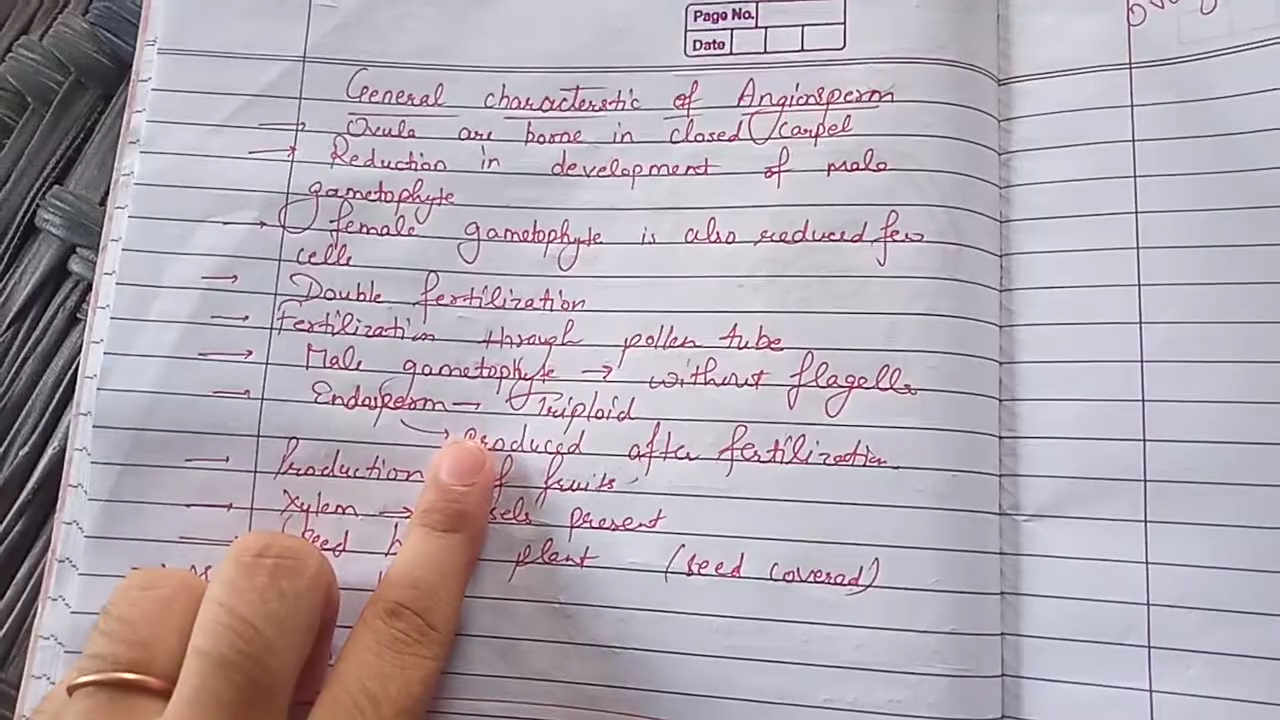 Page No.
Date
General characterstic of Angiosperm
→ Ovule are borne in closed carpel
→ Reduction in development of male
gametophyte
→ female gametophyte is also reduced few
cells
→ Double fertilization
→ Fertilization through pollen tube
→ Male gametophyte → without flagella
→ Endosperm → Triploid
→ produced after fertilization
→ Production of fruits
→ Xylem → present
→ Seed plant (seed covered)